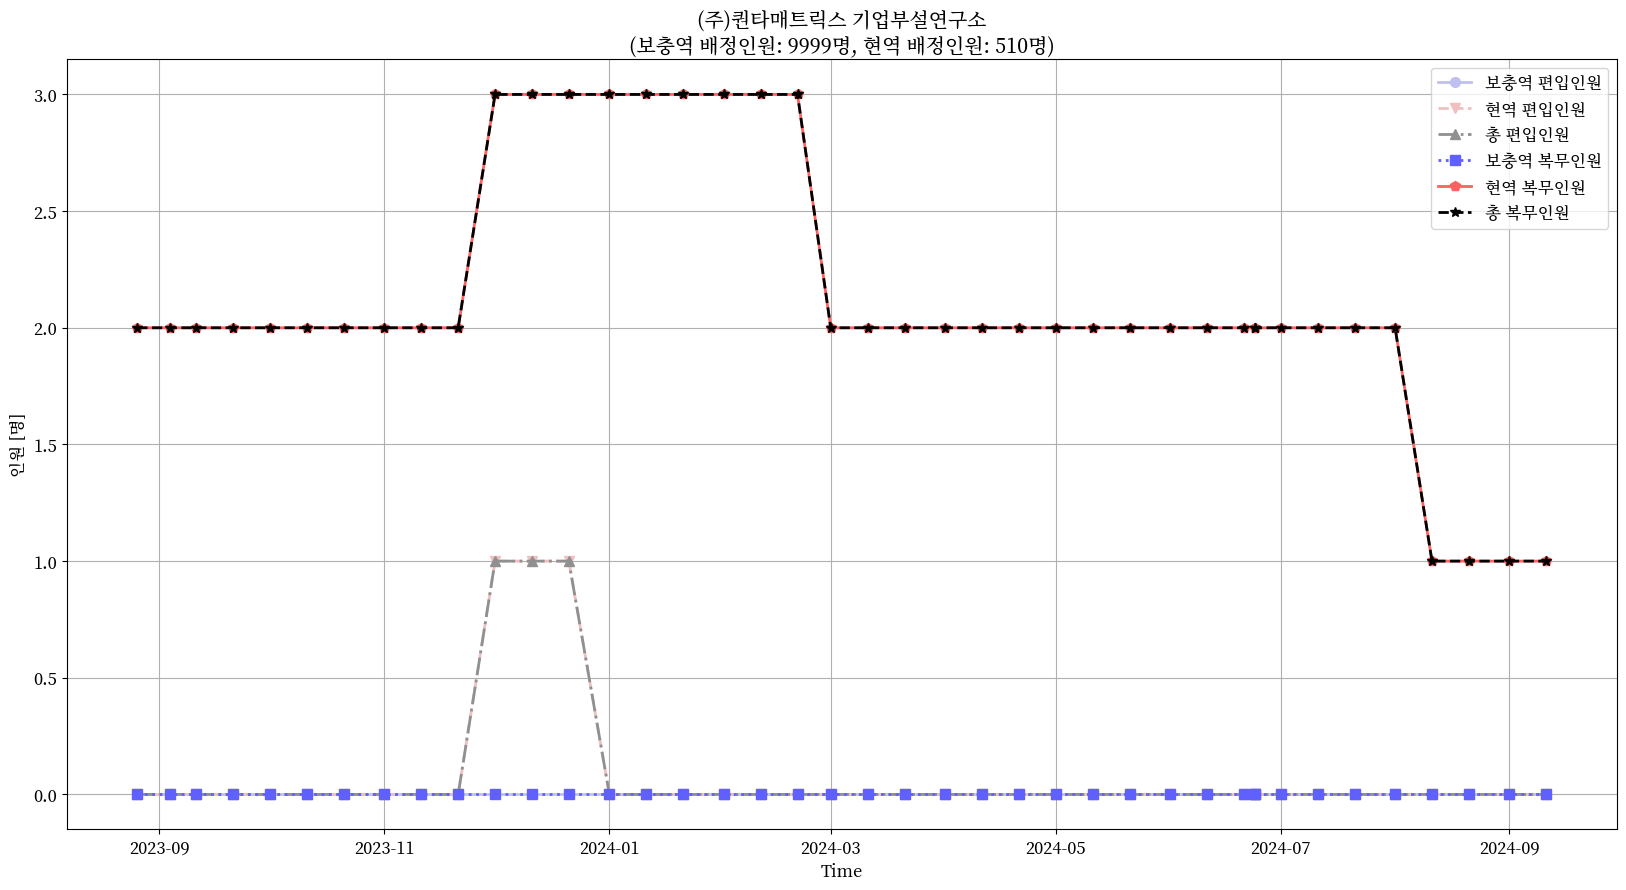 (주)퀀타매트릭스 기업부설연구소
(보충역 배정인원: 9999명, 현역 배정인원: 510명)
보충역 편입인원
현역 편입인원
총 편입인원
보충역 복무인원
현역 복무인원
총 복무인원
인원 [명]
3.0
2.5
2.0
1.5
1.0
0.5
0.0
2023-09 2023-11 2024-01 2024-03 2024-05 2024-07 2024-09
Time